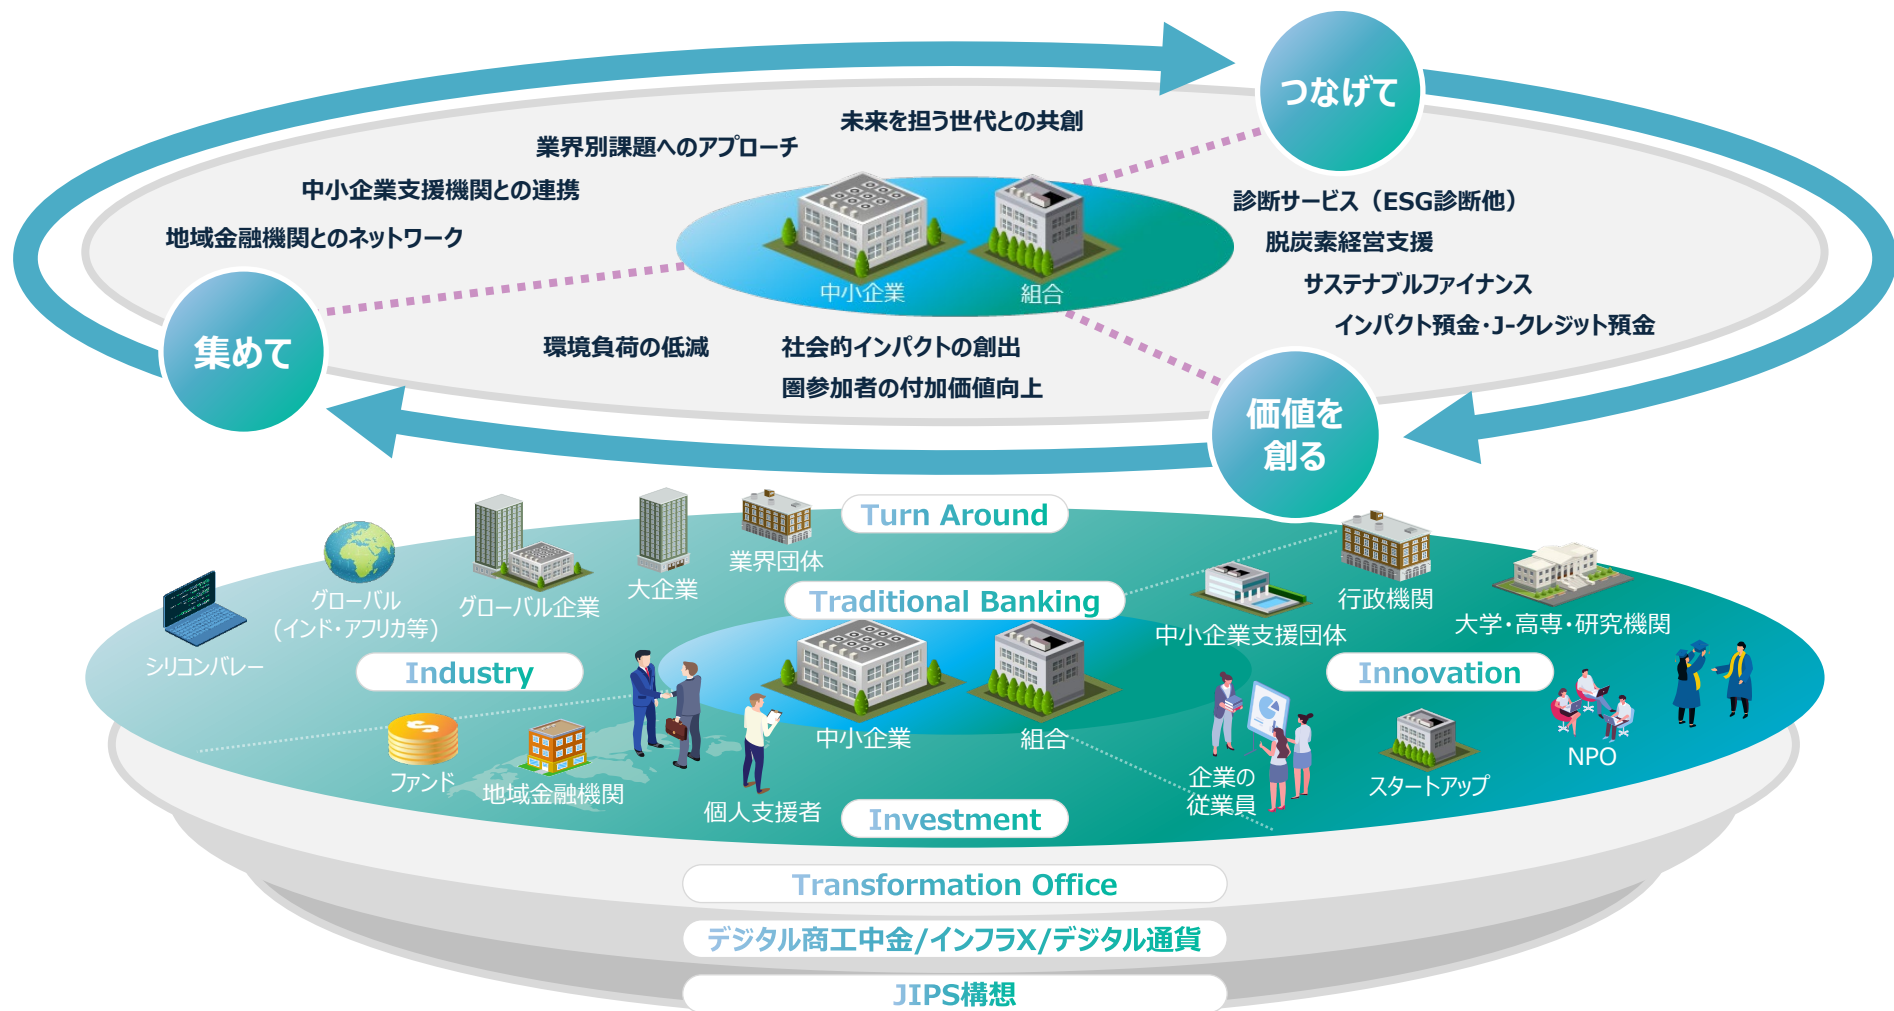 つなげて
未来を担う世代との共創
業界別課題へのアプローチ
中小企業支援機関との連携
地域金融機関とのネットワーク
診断サービス（ESG診断他）
脱炭素経営支援
サステナブルファイナンス
インパクト預金・J-クレジット預金
中小企業
組合
集めて
環境負荷の低減
社会的インパクトの創出
圏参加者の付加価値向上
価値を
創る
Turn Around
業界団体
大企業
グローバル企業
グローバル
(インド・アフリカ等)
シリコンバレー
Traditional Banking
行政機関
中小企業支援団体
大学・高専・研究機関
Industry
Innovation
中小企業
組合
ファンド
地域金融機関
個人支援者
企業の
従業員
スタートアップ
NPO
Investment
Transformation Office
デジタル商工中金/インフラX/デジタル通貨
JIPS構想